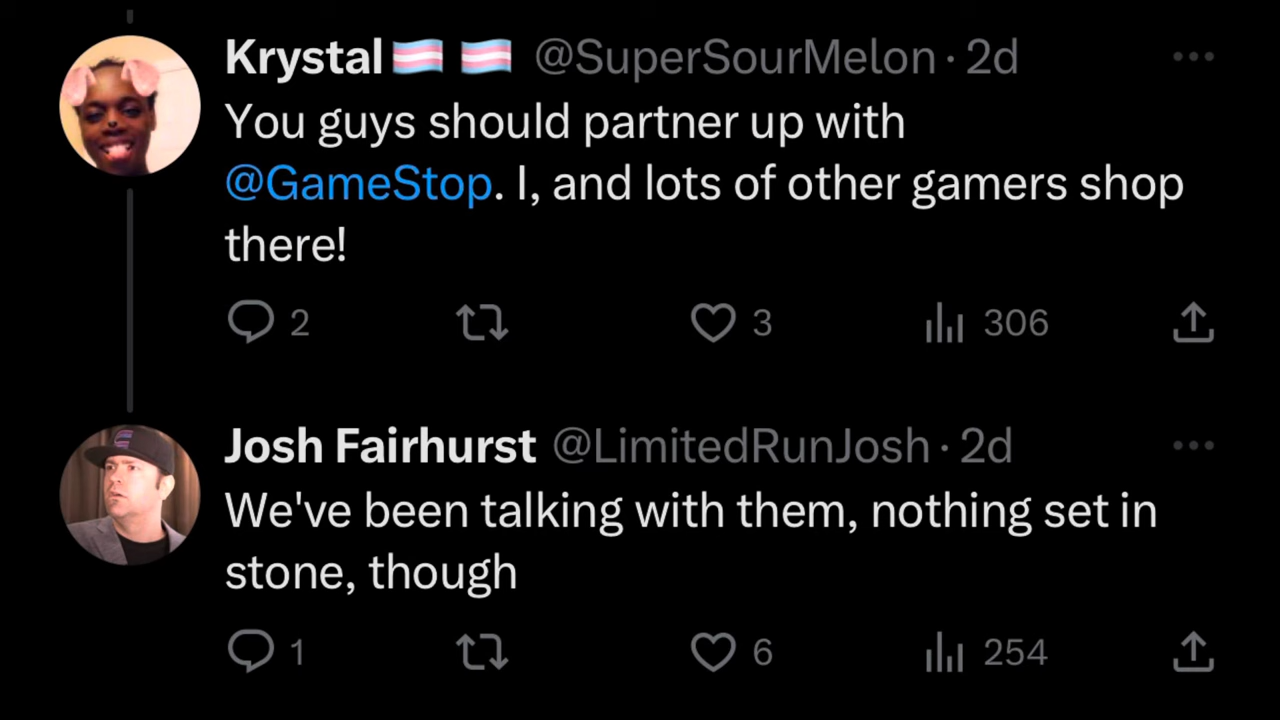 Krystal🏳️‍⚧️ 🏳️‍⚧️ @SuperSourMelon · 2d
You guys should partner up with
@GameStop. I, and lots of other gamers shop
there!
2 3 306
Josh Fairhurst @LimitedRunJosh · 2d
We've been talking with them, nothing set in
stone, though
1 6 254